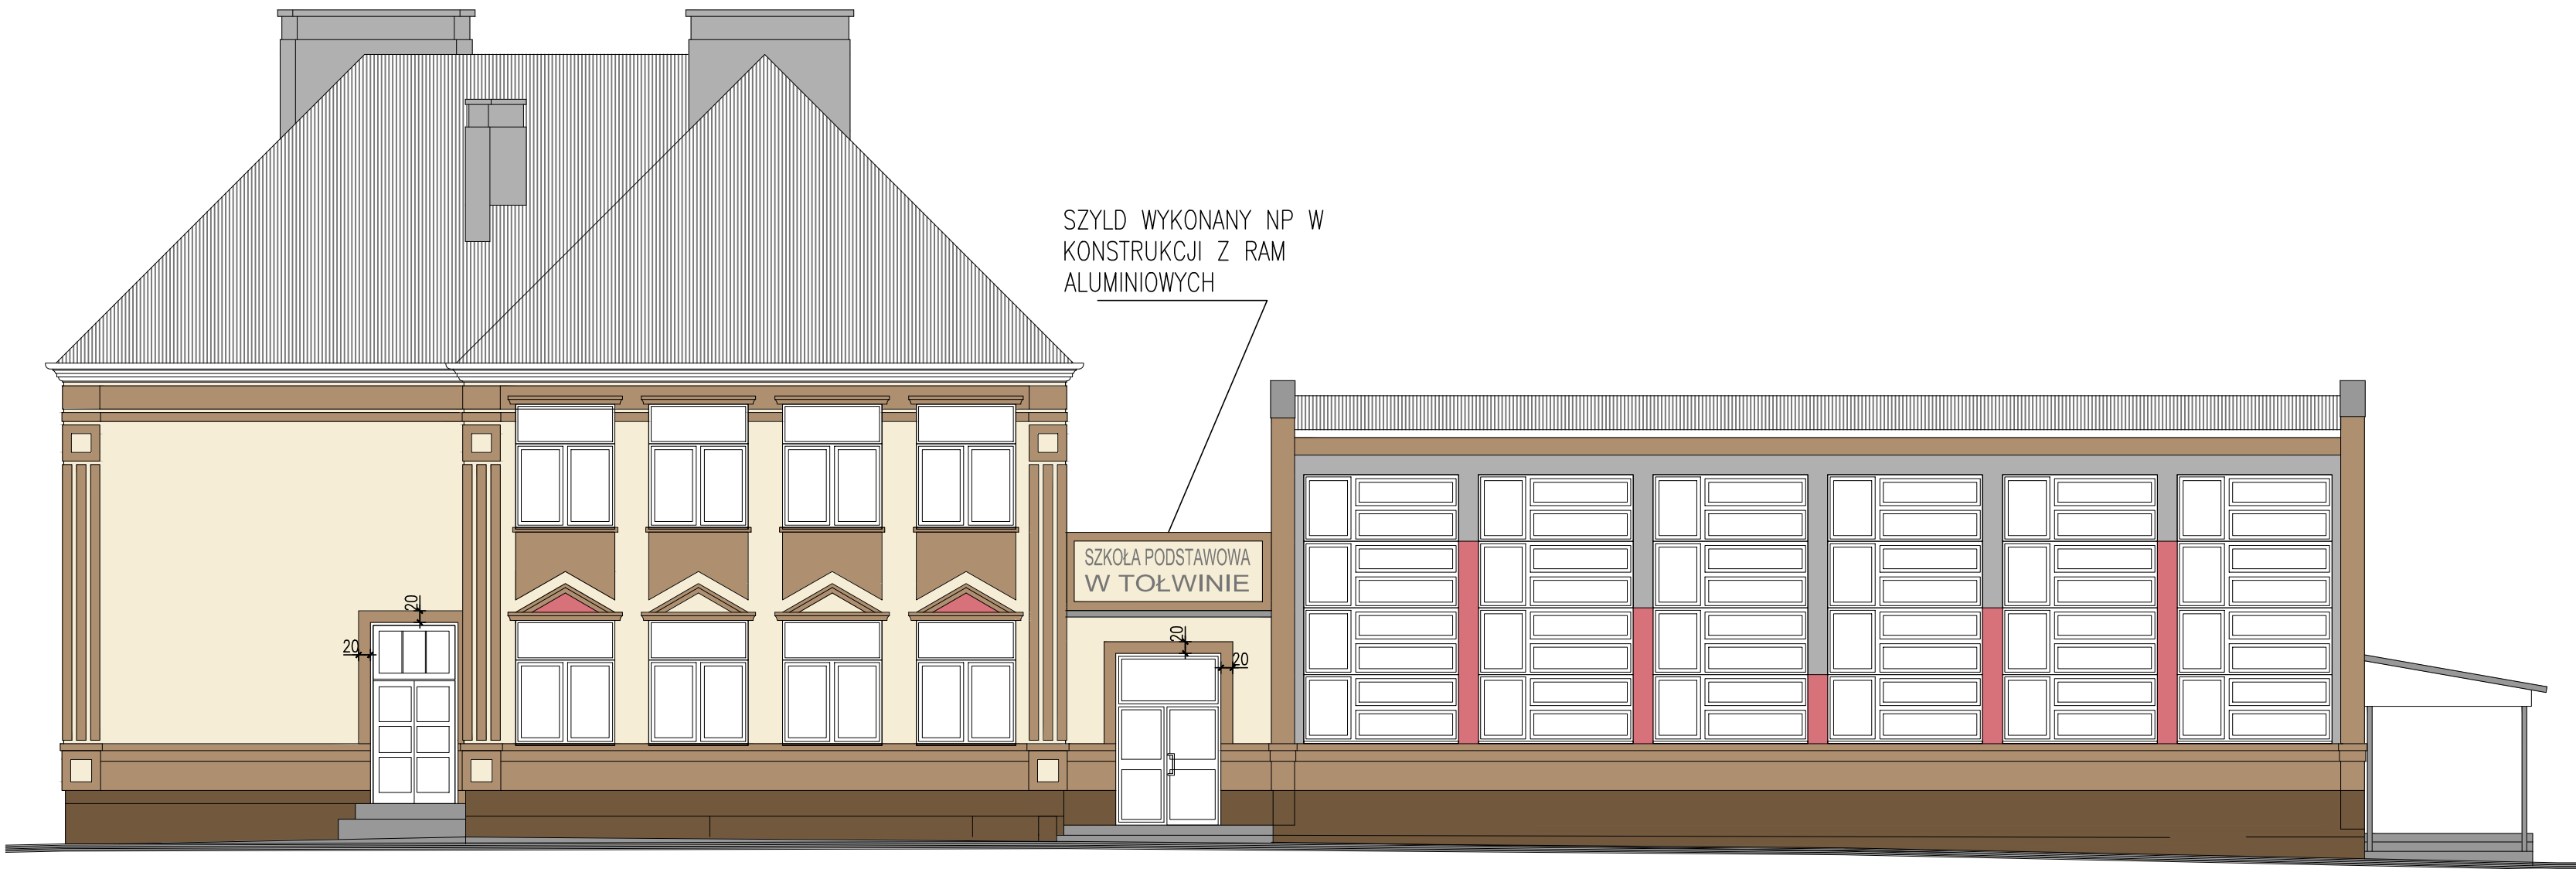 SZYLD WYKONANY NP W
KONSTRUKCJI Z RAM
ALUMINIOWYCH
SZKOŁA PODSTAWOWA
W TOŁWINIE
20
20
20
20